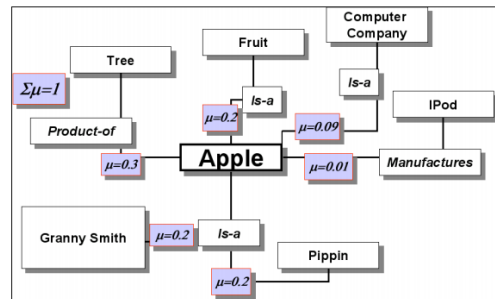 Computer
Company
Fruit
Tree
Σμ=1
Is-a
Is-a
IPod
μ=0.2
μ=0.09
Product-of
Apple
μ=0.01
Manufactures
μ=0.3
Granny Smith
μ=0.2
Is-a
Pippin
μ=0.2